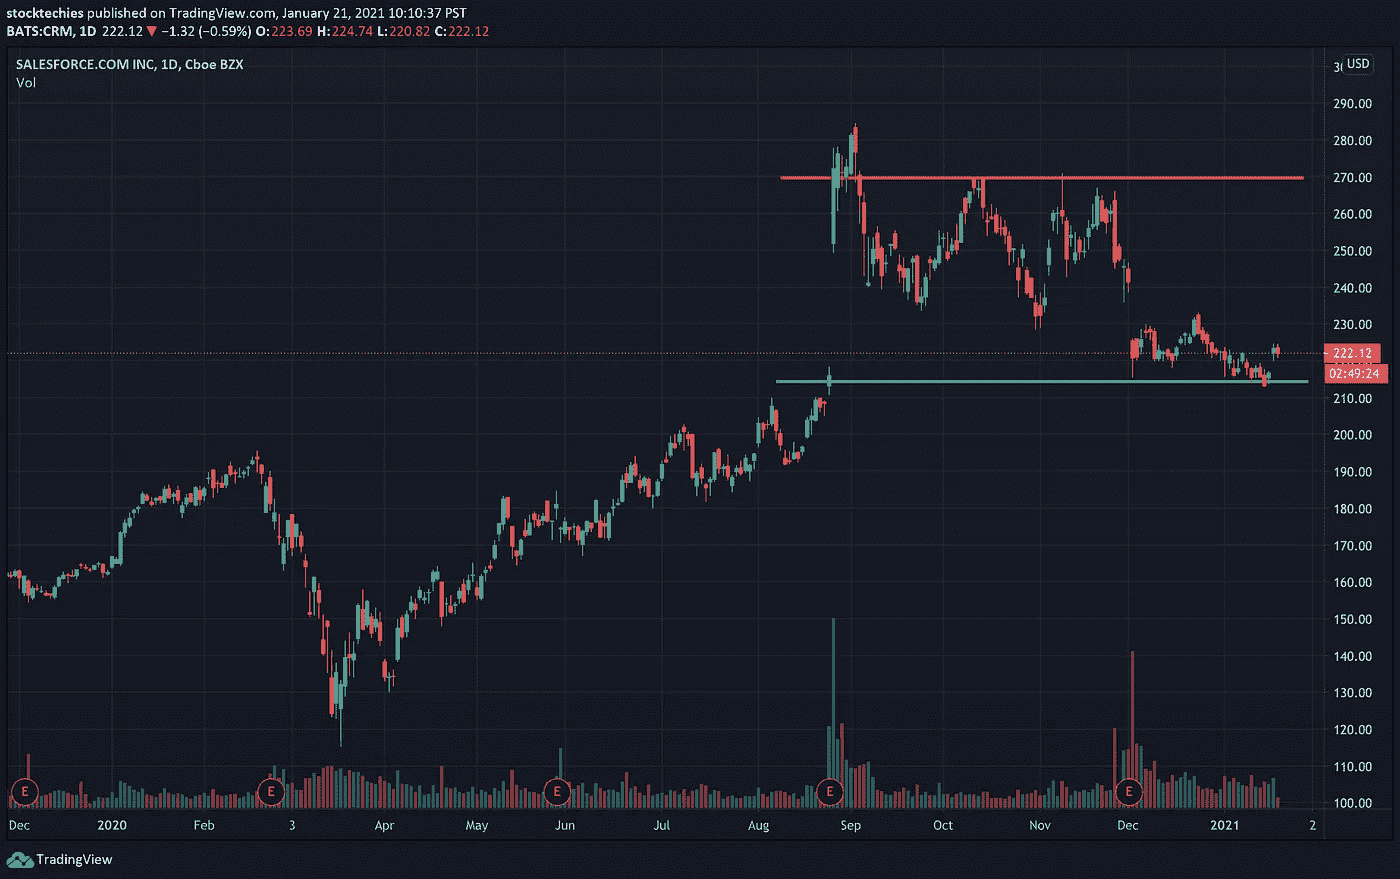 stocktechies published on TradingView.com, January 21, 2021 10:10:37 PST
BATS:CRM, 1D 222.12 ▼ −1.32 (−0.59%) O:223.69 H:224.74 L:220.82 C:222.12
SALESFORCE.COM INC, 1D, Cboe BZX
Vol
USD
290.00
280.00
270.00
260.00
250.00
240.00
230.00
222.12
02:49:24
210.00
200.00
190.00
180.00
170.00
160.00
150.00
140.00
130.00
120.00
110.00
100.00
E E E E E
Dec 2020 Feb 3 Apr May Jun Jul Aug Sep Oct Nov Dec 2021 2
TradingView